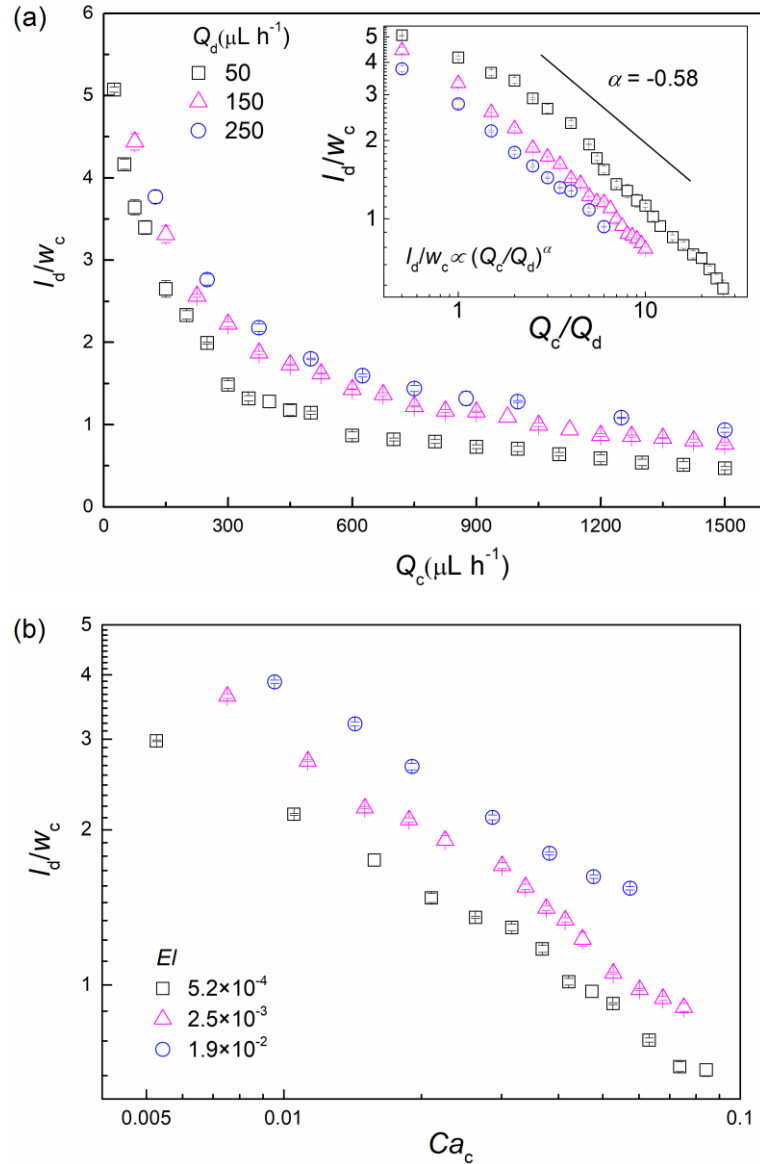 (a)
6
5
4
3
2
1
0
l_d/w_c
Q_d(μL h⁻¹)
50
150
250
5
4
3
2
1
l_d/w_c
α = -0.58
l_d/w_c ∝ (Q_c/Q_d)^α
1 10
Q_c/Q_d
0 300 600 900 1200 1500
Q_c(μL h⁻¹)
(b)
5
4
3
2
1
l_d/w_c
El
5.2×10⁻⁴
2.5×10⁻³
1.9×10⁻²
0.005 0.01 0.1
Ca_c